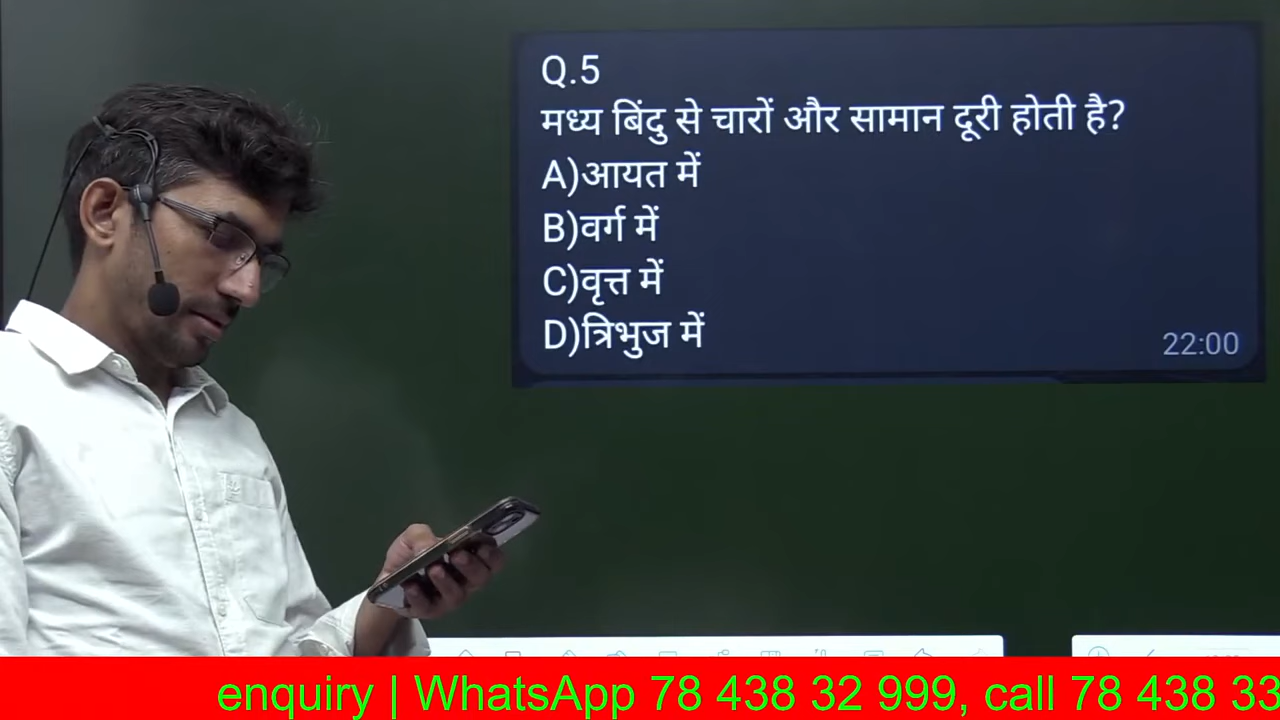 Q.5
मध्य बिंदु से चारों और सामान दूरी होती है?
A)आयत में
B)वर्ग में
C)वृत्त में
D)त्रिभुज में
22:00
enquiry | WhatsApp 78 438 32 999, call 78 438 33